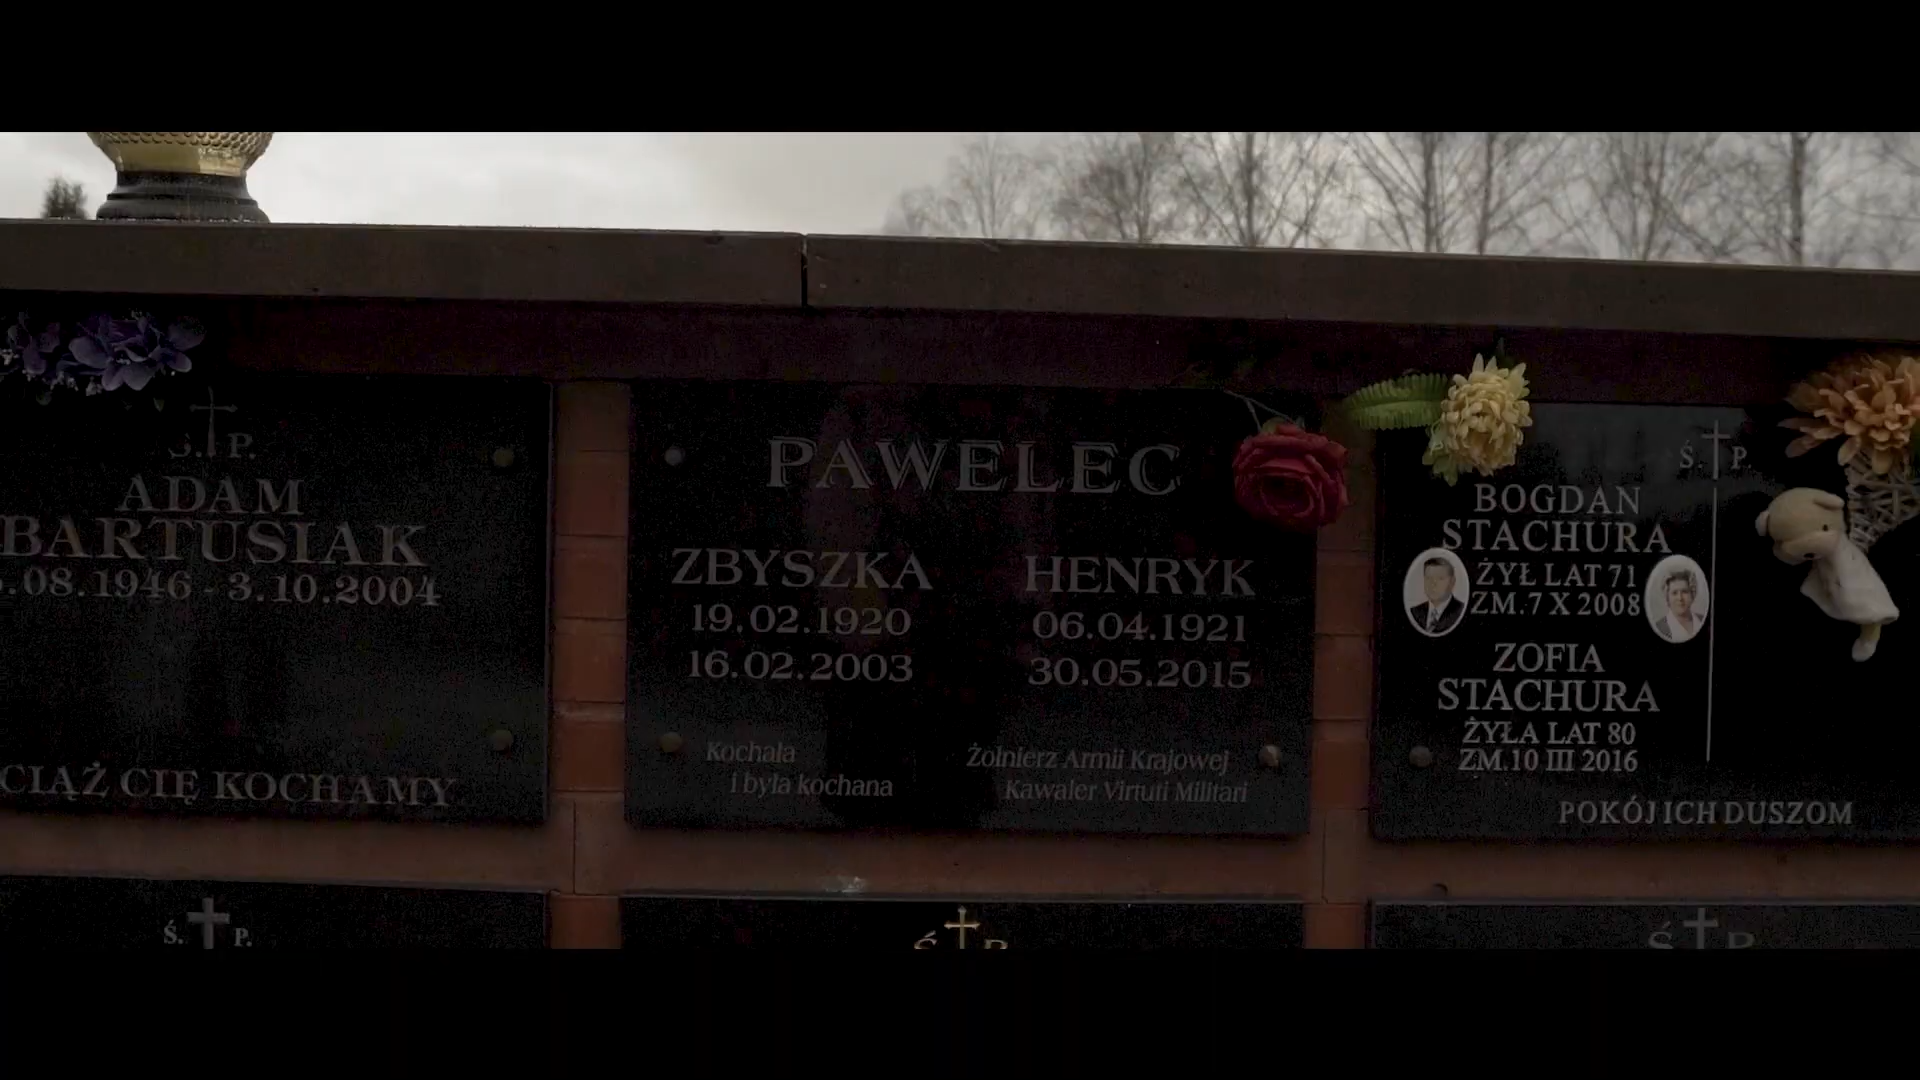 Ś. P.
ADAM
BARTUSIAK
.08.1946 - 3.10.2004
CIĄŻ CIĘ KOCHAMY
PAWELEC
ZBYSZKA
19.02.1920
16.02.2003
Kochała
i była kochana
HENRYK
06.04.1921
30.05.2015
Żołnierz Armii Krajowej
Kawaler Virtuti Militari
Ś. P.
BOGDAN
STACHURA
ŻYŁ LAT 71
ZM.7 X 2008
ZOFIA
STACHURA
ŻYŁA LAT 80
ZM.10 III 2016
POKÓJ ICH DUSZOM
Ś. P.
Ś P
Ś P